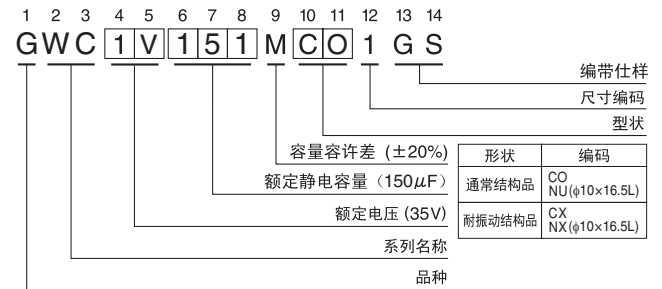 1 2 3 4 5 6 7 8 9 10 11 12 13 14
G W C 1 V 1 5 1 M C O 1 G S
编带仕样
尺寸编码
型状
容量容许差 (±20%)
额定静电容量（150μF）
额定电压 (35V)
系列名称
品种
形状 编码
通常结构品 CO
NU(φ10×16.5L)
耐振动结构品 CX
NX(φ10×16.5L)